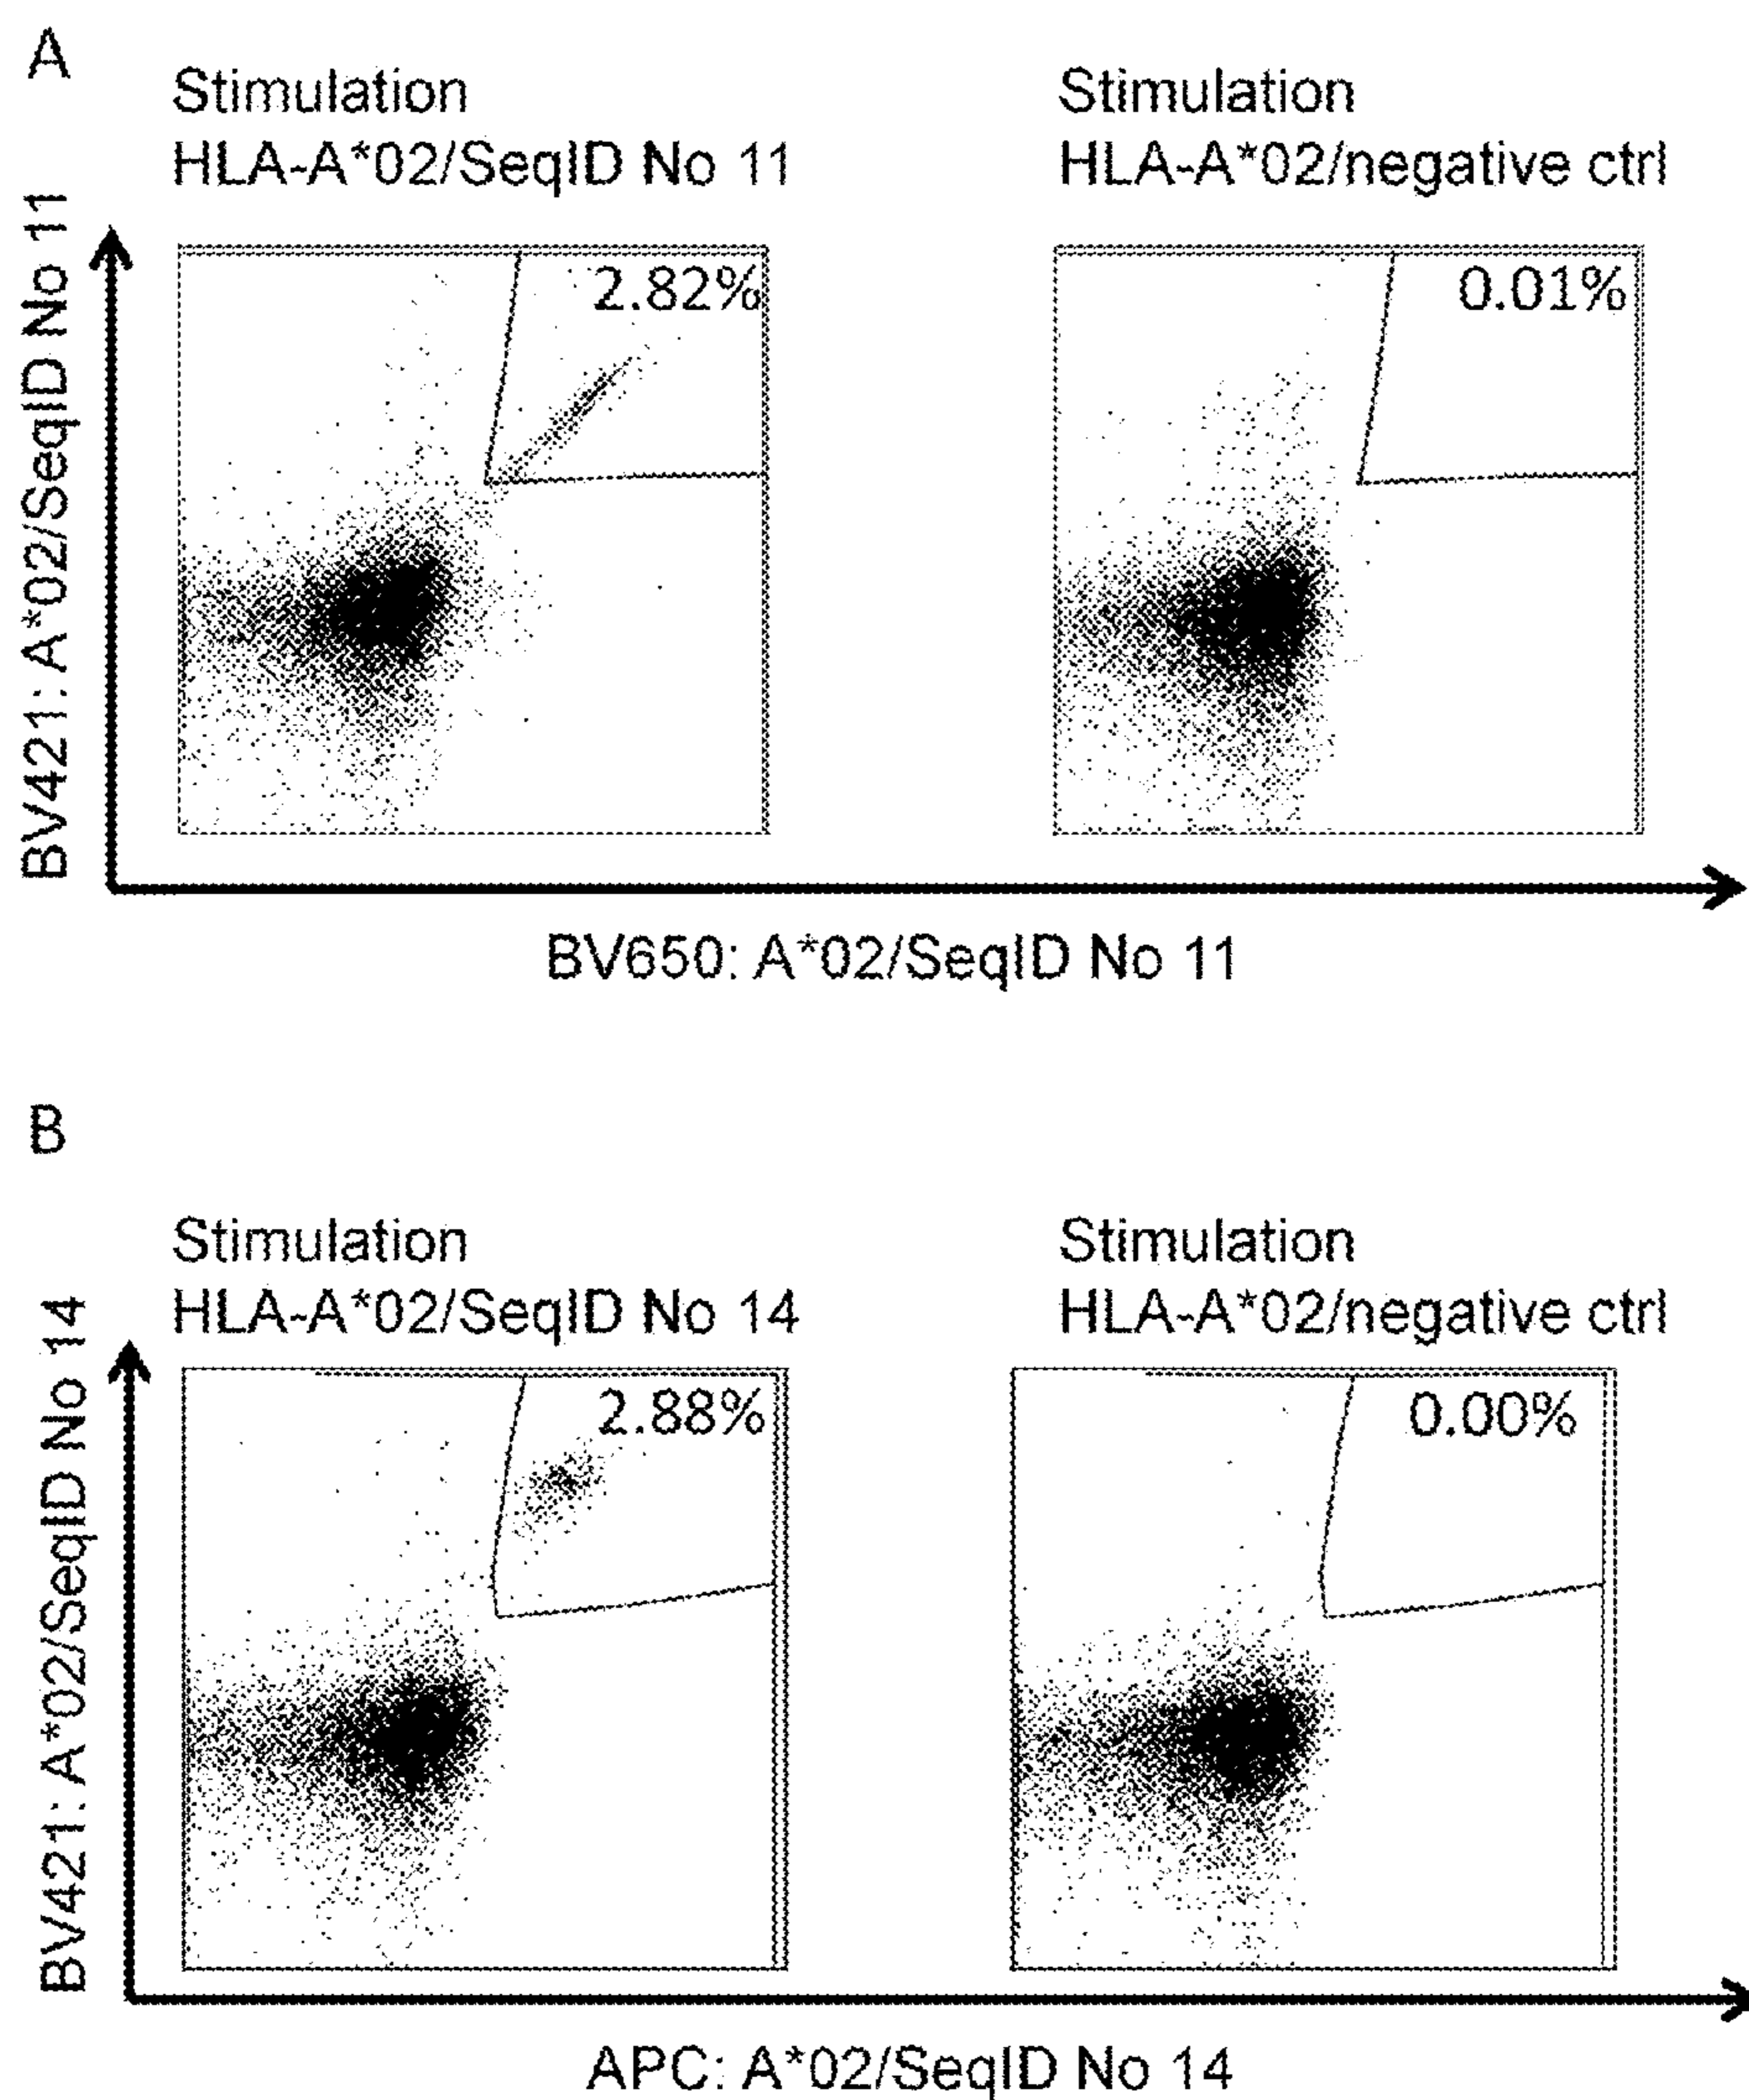 A
Stimulation
HLA-A*02/SeqID No 11
Stimulation
HLA-A*02/negative ctrl
BV421: A*02/SeqID No 11
2.82%
0.01%
BV650: A*02/SeqID No 11
B
Stimulation
HLA-A*02/SeqID No 14
Stimulation
HLA-A*02/negative ctrl
BV421: A*02/SeqID No 14
2.88%
0.00%
APC: A*02/SeqID No 14